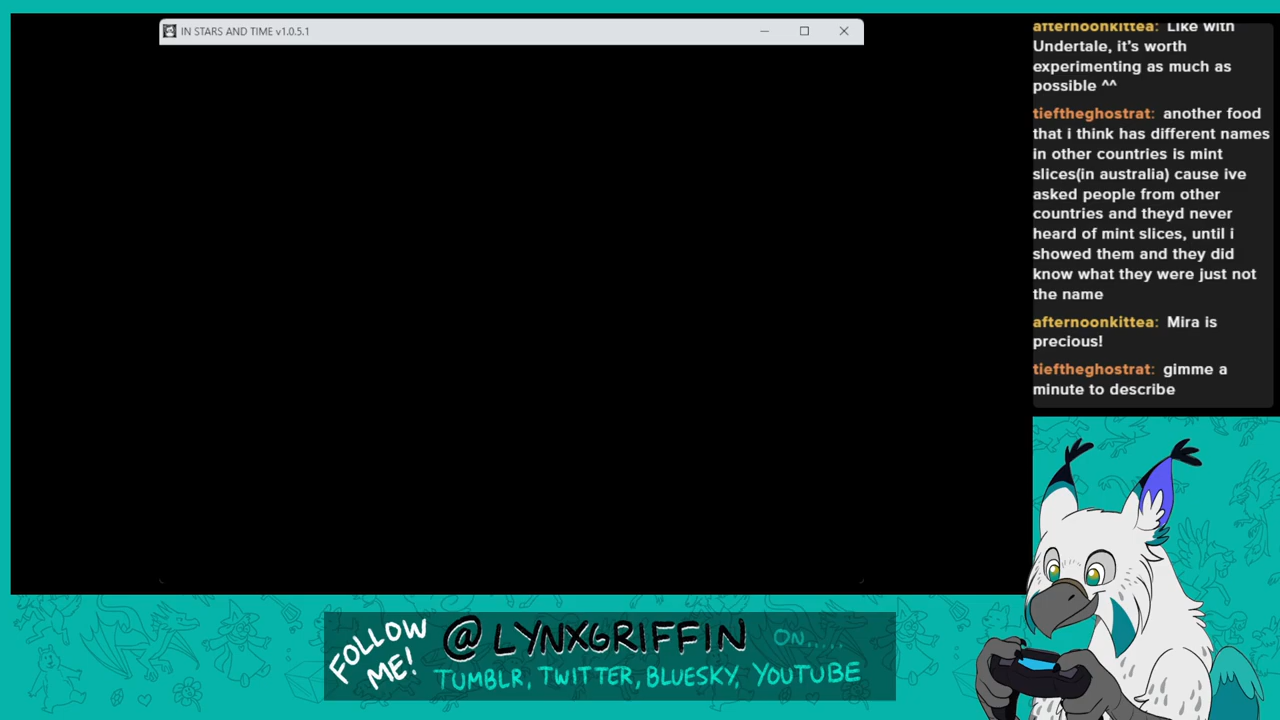 IN STARS AND TIME v1.0.5.1
afternoonkittea: Like with
Undertale, it's worth
experimenting as much as
possible ^^
tieftheghostrat: another food
that i think has different names
in other countries is mint
slices(in australia) cause ive
asked people from other
countries and theyd never
heard of mint slices, until i
showed them and they did
know what they were just not
the name
afternoonkittea: Mira is
precious!
tieftheghostrat: gimme a
minute to describe
FOLLOW
ME!
@LYNXGRIFFIN ON.....
TUMBLR, TWITTER, BLUESKY, YOUTUBE